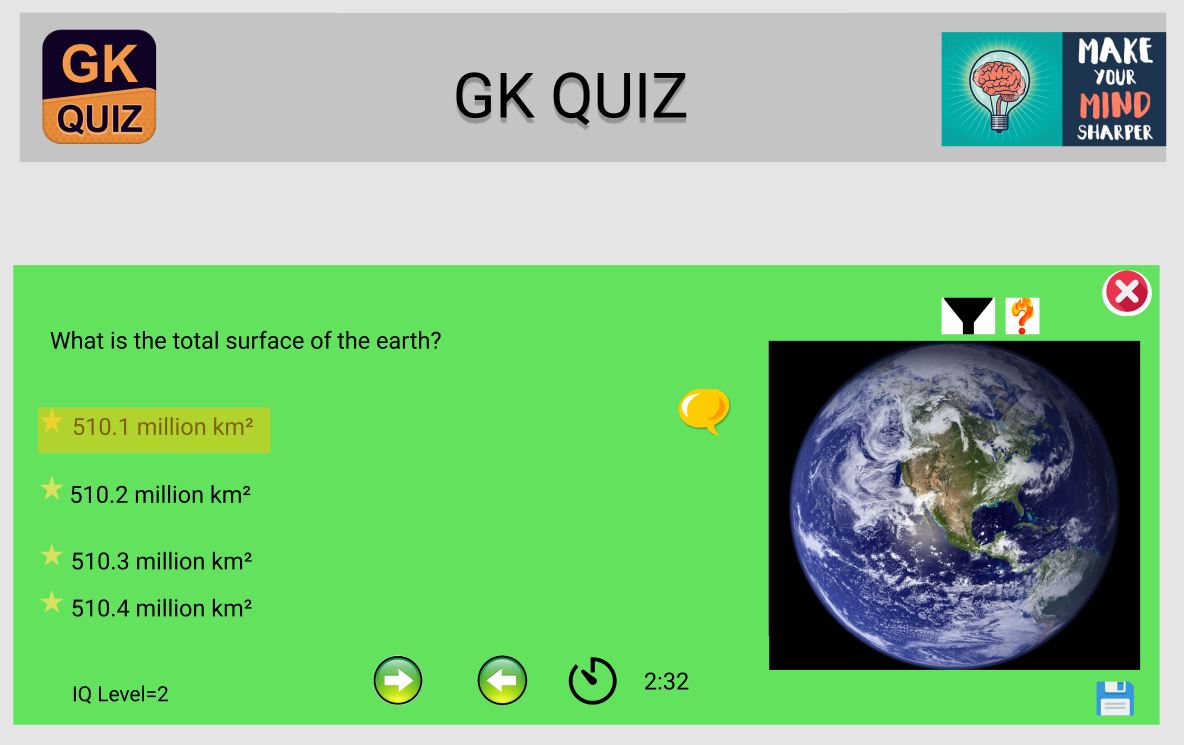 GK
QUIZ
GK QUIZ
MAKE
YOUR
MIND
SHARPER
What is the total surface of the earth?
510.1 million km²
510.2 million km²
510.3 million km²
510.4 million km²
IQ Level=2
2:32